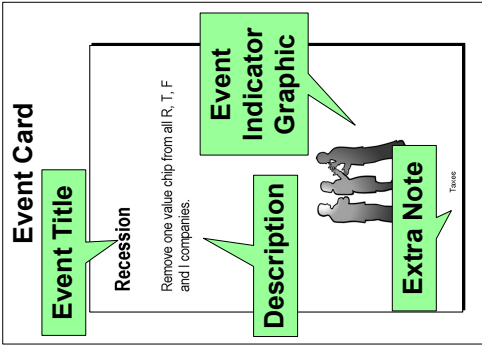 Event Card
Event Title
Event
Indicator
Graphic
Recession
Remove one value chip from all R, T, F
and I companies.
Description
Extra Note
Taxes